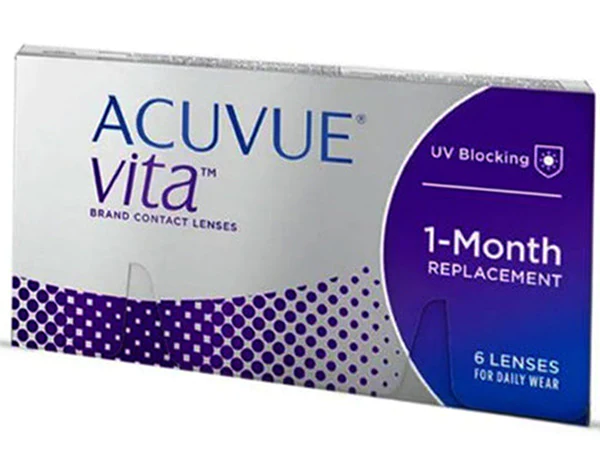 ACUVUE®
vita™
BRAND CONTACT LENSES
UV Blocking
1-Month
REPLACEMENT
6 LENSES
FOR DAILY WEAR